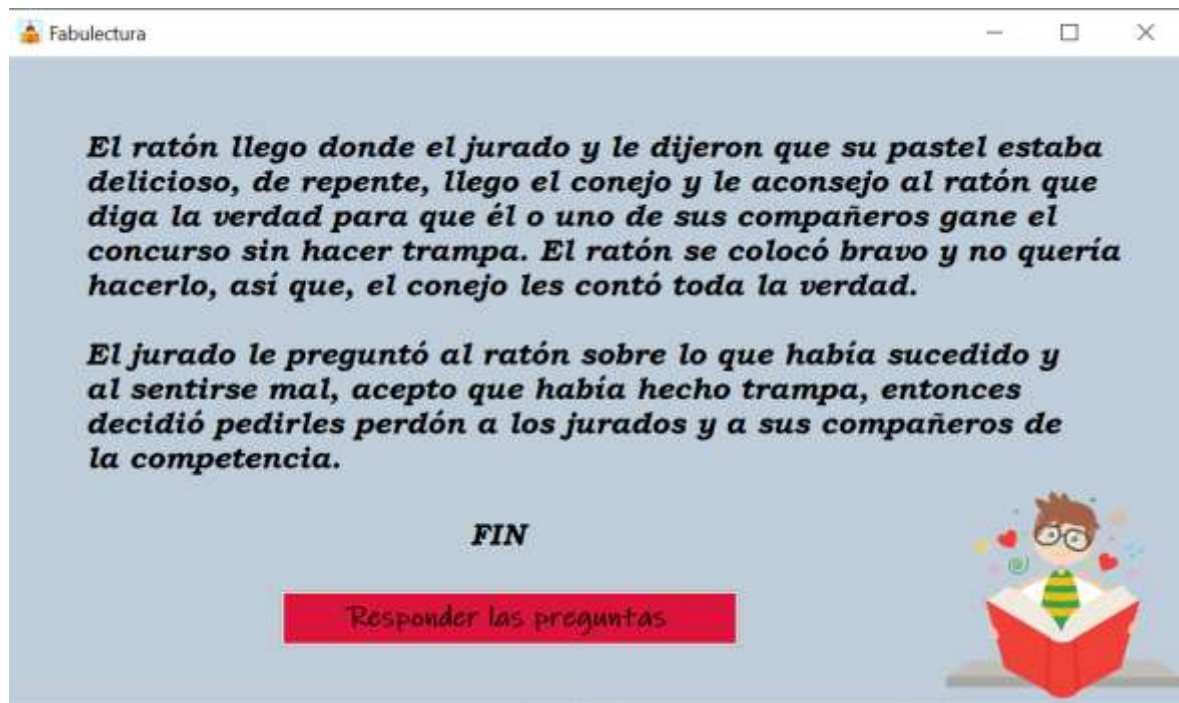 Fabulectura
El ratón llego donde el jurado y le dijeron que su pastel estaba
delicioso, de repente, llego el conejo y le aconsejo al ratón que
diga la verdad para que él o uno de sus compañeros gane el
concurso sin hacer trampa. El ratón se colocó bravo y no quería
hacerlo, así que, el conejo les contó toda la verdad.
El jurado le preguntó al ratón sobre lo que había sucedido y
al sentirse mal, acepto que había hecho trampa, entonces
decidió pedirles perdón a los jurados y a sus compañeros de
la competencia.
FIN
Responder las preguntas